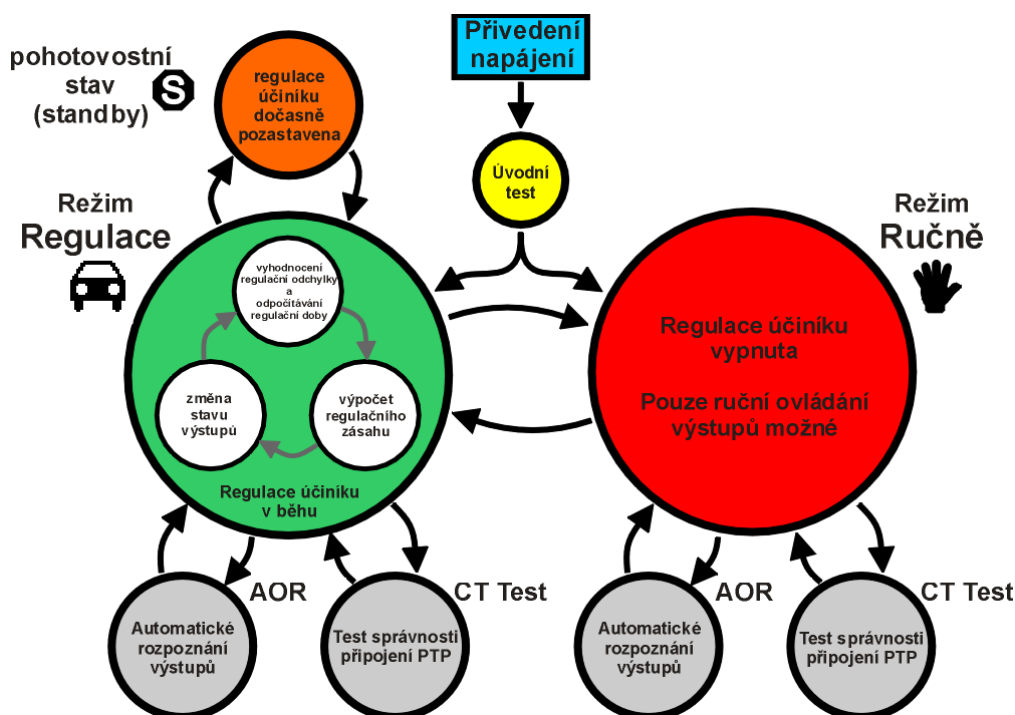 Přivedení
napájení
pohotovostní
stav
(standby)
S
regulace
účiníku
dočasně
pozastavena
Úvodní
test
Režim
Regulace
Režim
Ručně
vyhodnocení
regulační odchylky
a
odpočítávání
regulační doby
změna
stavu
výstupů
výpočet
regulačního
zásahu
Regulace účiníku
v běhu
Regulace účiníku
vypnuta
Pouze ruční ovládání
výstupů možné
AOR
Automatické
rozpoznání
výstupů
CT Test
Test správnosti
připojení PTP
AOR
Automatické
rozpoznání
výstupů
CT Test
Test správnosti
připojení PTP